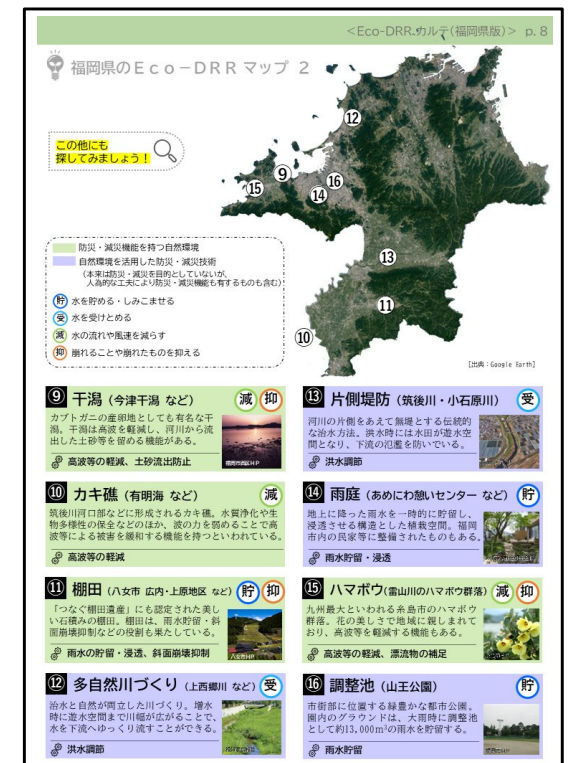 <Eco-DRRカルテ(福岡県版)> p. 8
福岡県のEco-DRRマップ 2
この他にも
探してみましょう！
⑫
⑨
⑯
⑮
⑭
⑬
⑪
⑩
防災・減災機能を持つ自然環境
自然環境を活用した防災・減災技術
（本来は防災・減災を目的としていないが、
人為的な工夫により防災・減災機能も有するものも含む）
貯 水を貯める・しみこませる
受 水を受けとめる
減 水の流れや風速を減らす
抑 崩れることや崩れたものを抑える
[出典：Google Earth]
⑨ 干潟（今津干潟 など） 減 抑
カブトガニの産卵地としても有名な干
潟。干潟は高波を軽減し、河川から流
出した土砂等を留める機能がある。
福岡市西区HP
高波等の軽減、土砂流出防止
⑩ カキ礁（有明海 など） 減
筑後川河口部などに形成されるカキ礁。水質浄化や生
物多様性の保全などのほか、波の力を弱めることで高
波等による被害を緩和する機能を持つといわれている。
高波等の軽減
⑪ 棚田（八女市 広内・上原地区 など） 貯 抑
「つなぐ棚田遺産」にも認定された美し
い石積みの棚田。棚田は、雨水貯留・斜
面崩壊抑制などの役割も果たしている。
八女市HP
雨水の貯留・浸透、斜面崩壊抑制
⑫ 多自然川づくり（上西郷川 など） 受
治水と自然が両立した川づくり。増水
時に遊水空間まで川幅が広がることで、
水を下流へゆっくり流すことができる。
洪水調節
⑬ 片側堤防（筑後川・小石原川） 受
河川の片側をあえて無堤とする伝統的
な治水方法。洪水時には水田が遊水空
間となり、下流の氾濫を防いでいる。
洪水調節
⑭ 雨庭（あめにわ憩いセンター など） 貯
地上に降った雨水を一時的に貯留し、
浸透させる構造とした植栽空間。福岡
市内の民家等に整備されたものもある。
雨水貯留・浸透
⑮ ハマボウ（雷山川のハマボウ群落） 減 抑
九州最大といわれる糸島市のハマボウ
群落。花の美しさで地域に親しまれて
おり、高波等を軽減する機能もある。
高波等の軽減、漂流物の補足
⑯ 調整池（山王公園） 貯
市街部に位置する緑豊かな都市公園。
園内のグラウンドは、大雨時に調整池
として約13,000m³の雨水を貯留する。
雨水貯留